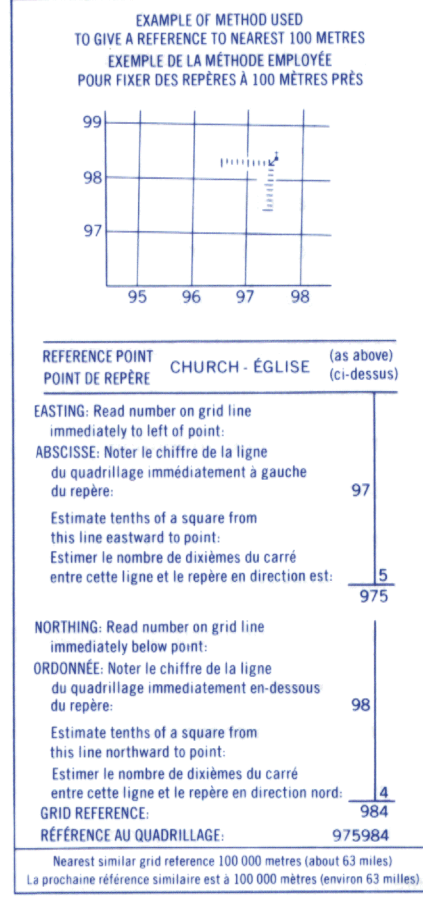 EXAMPLE OF METHOD USED
TO GIVE A REFERENCE TO NEAREST 100 METRES
EXEMPLE DE LA MÉTHODE EMPLOYÉE
POUR FIXER DES REPÈRES À 100 MÈTRES PRÈS
99
98
97
95 96 97 98
REFERENCE POINT
POINT DE REPÈRE
CHURCH - ÉGLISE
(as above)
(ci-dessus)
EASTING: Read number on grid line
immediately to left of point:
ABSCISSE: Noter le chiffre de la ligne
du quadrillage immédiatement à gauche
du repère: 97
Estimate tenths of a square from
this line eastward to point:
Estimer le nombre de dixièmes du carré
entre cette ligne et le repère en direction est: 5
975
NORTHING: Read number on grid line
immediately below point:
ORDONNÉE: Noter le chiffre de la ligne
du quadrillage immediatement en-dessous
du repère: 98
Estimate tenths of a square from
this line northward to point:
Estimer le nombre de dixièmes du carré
entre cette ligne et le repère en direction nord: 4
GRID REFERENCE: 984
RÉFÉRENCE AU QUADRILLAGE: 975984
Nearest similar grid reference 100 000 metres (about 63 miles)
La prochaine référence similaire est à 100 000 mètres (environ 63 milles).